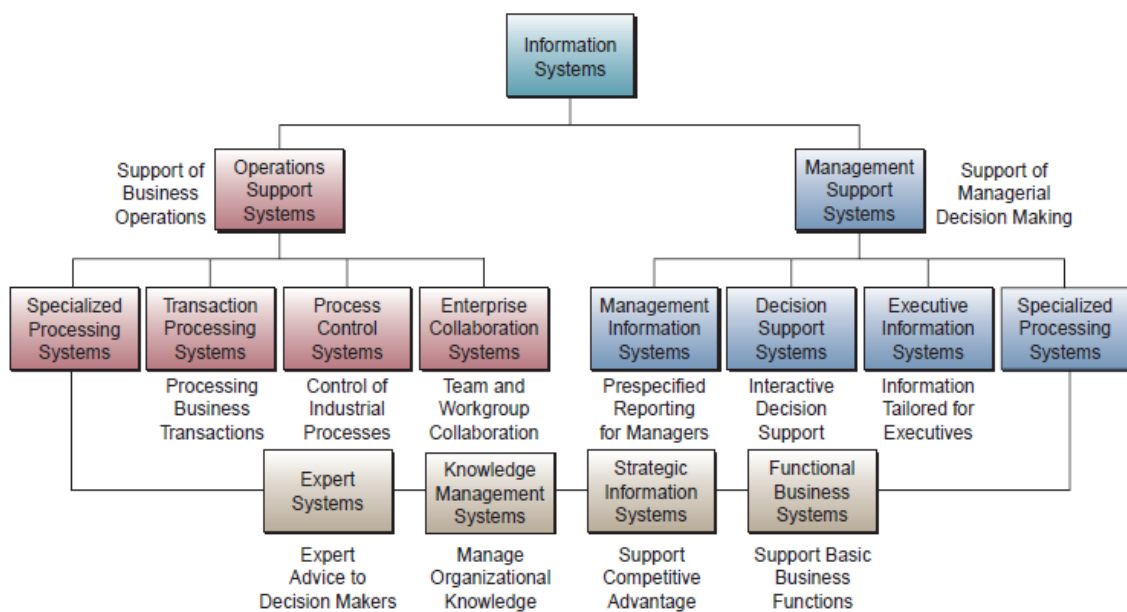 Information
Systems
Support of
Business
Operations
Operations
Support
Systems
Management
Support
Systems
Support of
Managerial
Decision Making
Specialized
Processing
Systems
Transaction
Processing
Systems
Process
Control
Systems
Enterprise
Collaboration
Systems
Management
Information
Systems
Decision
Support
Systems
Executive
Information
Systems
Specialized
Processing
Systems
Processing
Business
Transactions
Control of
Industrial
Processes
Team and
Workgroup
Collaboration
Prespecified
Reporting
for Managers
Interactive
Decision
Support
Information
Tailored for
Executives
Expert
Systems
Knowledge
Management
Systems
Strategic
Information
Systems
Functional
Business
Systems
Expert
Advice to
Decision Makers
Manage
Organizational
Knowledge
Support
Competitive
Advantage
Support Basic
Business
Functions